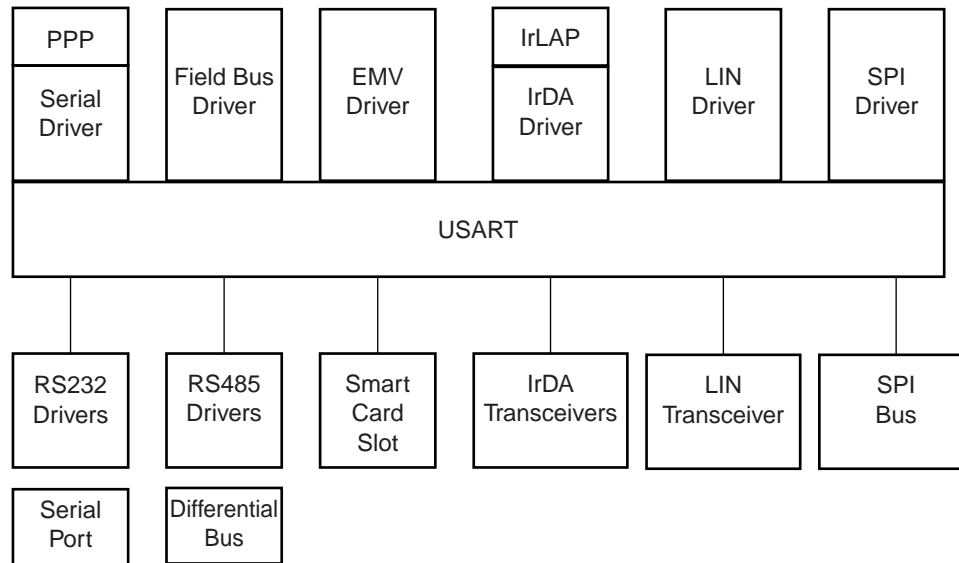 PPP
Serial
Driver
Field Bus
Driver
EMV
Driver
IrLAP
IrDA
Driver
LIN
Driver
SPI
Driver
USART
RS232
Drivers
RS485
Drivers
Smart
Card
Slot
IrDA
Transceivers
LIN
Transceiver
SPI
Bus
Serial
Port
Differential
Bus